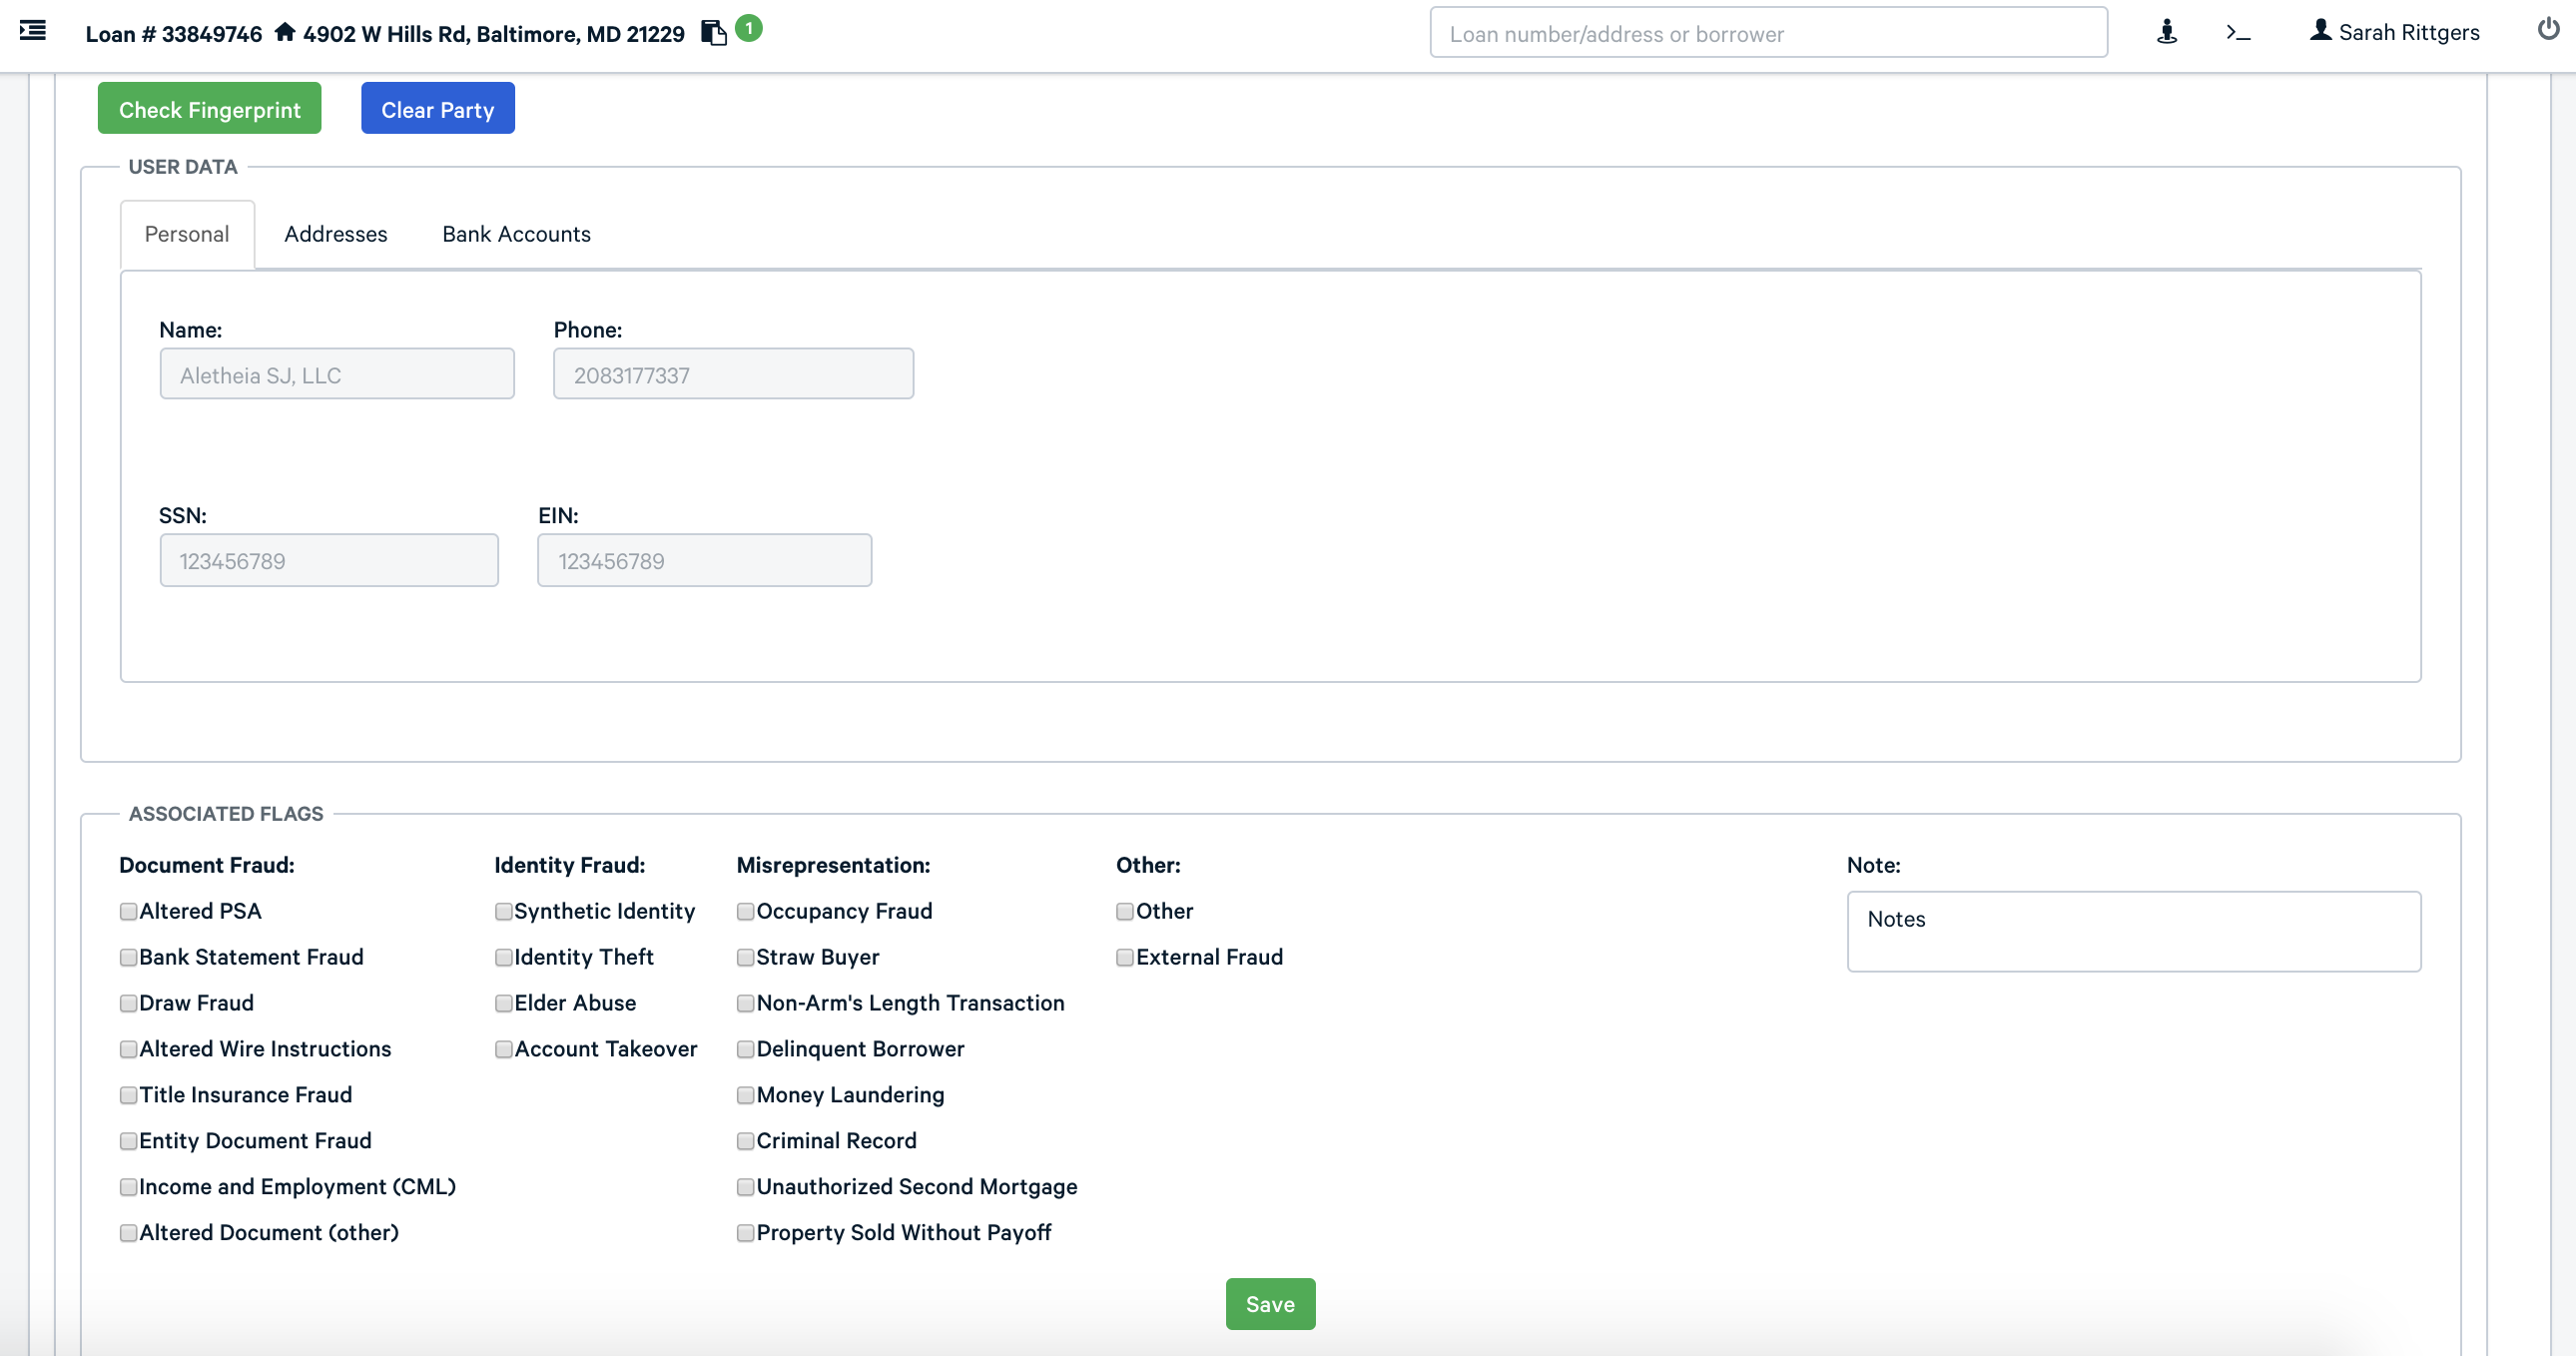 Loan # 33849746 4902 W Hills Rd, Baltimore, MD 21229 1 Loan number/address or borrower Sarah Rittgers
Check Fingerprint Clear Party
USER DATA
Personal Addresses Bank Accounts
Name: Phone:
Aletheia SJ, LLC 2083177337
SSN: EIN:
123456789 123456789
ASSOCIATED FLAGS
Document Fraud: Identity Fraud: Misrepresentation: Other: Note:
Altered PSA Synthetic Identity Occupancy Fraud Other Notes
Bank Statement Fraud Identity Theft Straw Buyer External Fraud
Draw Fraud Elder Abuse Non-Arm's Length Transaction
Altered Wire Instructions Account Takeover Delinquent Borrower
Title Insurance Fraud Money Laundering
Entity Document Fraud Criminal Record
Income and Employment (CML) Unauthorized Second Mortgage
Altered Document (other) Property Sold Without Payoff
Save